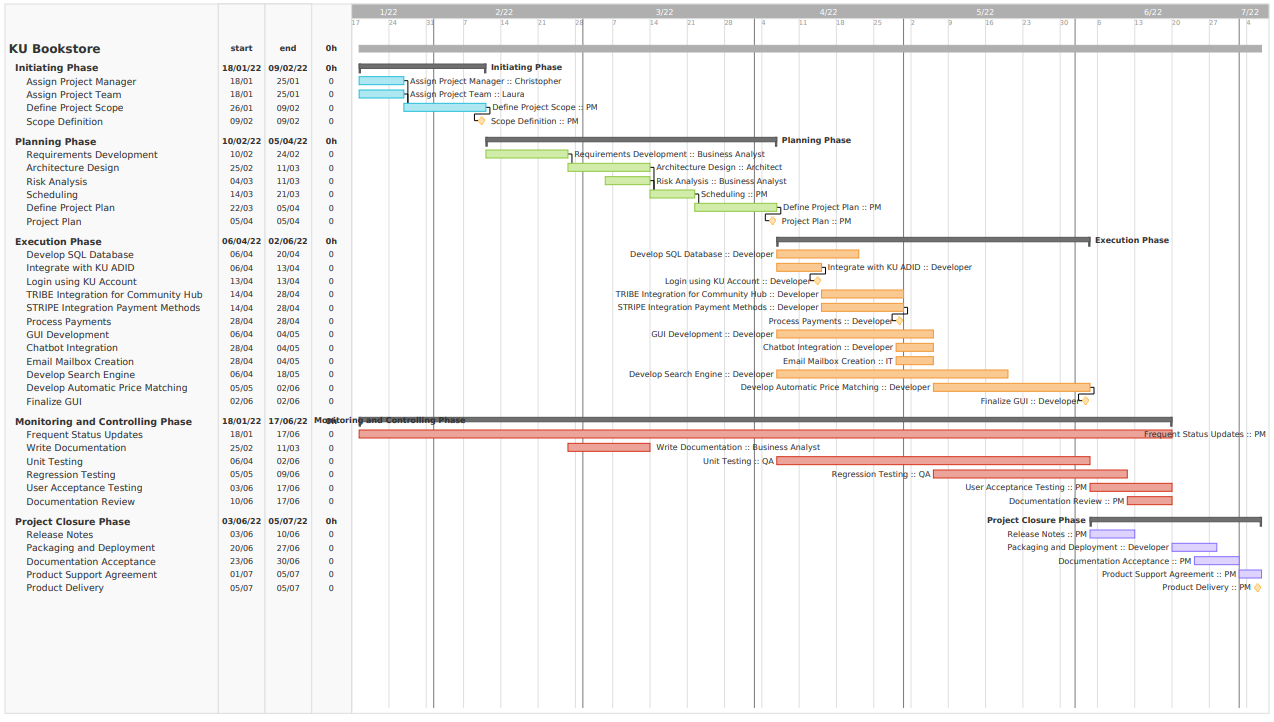 1/22 2/22 3/22 4/22 5/22 6/22 7/22
17 24 31 7 14 21 28 7 14 21 28 4 11 18 25 2 9 16 23 30 6 13 20 27 4
KU Bookstore start end 0h
Initiating Phase 18/01/22 09/02/22 0h Initiating Phase
Assign Project Manager 18/01 25/01 0 Assign Project Manager :: Christopher
Assign Project Team 18/01 25/01 0 Assign Project Team :: Laura
Define Project Scope 26/01 09/02 0 Define Project Scope :: PM
Scope Definition 09/02 09/02 0 Scope Definition :: PM
Planning Phase 10/02/22 05/04/22 0h Planning Phase
Requirements Development 10/02 24/02 0 Requirements Development :: Business Analyst
Architecture Design 25/02 11/03 0 Architecture Design :: Architect
Risk Analysis 04/03 11/03 0 Risk Analysis :: Business Analyst
Scheduling 14/03 21/03 0 Scheduling :: PM
Define Project Plan 22/03 05/04 0 Define Project Plan :: PM
Project Plan 05/04 05/04 0 Project Plan :: PM
Execution Phase 06/04/22 02/06/22 0h Execution Phase
Develop SQL Database 06/04 20/04 0 Develop SQL Database :: Developer
Integrate with KU ADID 06/04 13/04 0 Integrate with KU ADID :: Developer
Login using KU Account 13/04 13/04 0 Login using KU Account :: Developer
TRIBE Integration for Community Hub 14/04 28/04 0 TRIBE Integration for Community Hub :: Developer
STRIPE Integration Payment Methods 14/04 28/04 0 STRIPE Integration Payment Methods :: Developer
Process Payments 28/04 28/04 0 Process Payments :: Developer
GUI Development 06/04 04/05 0 GUI Development :: Developer
Chatbot Integration 28/04 04/05 0 Chatbot Integration :: Developer
Email Mailbox Creation 28/04 04/05 0 Email Mailbox Creation :: IT
Develop Search Engine 06/04 18/05 0 Develop Search Engine :: Developer
Develop Automatic Price Matching 05/05 02/06 0 Develop Automatic Price Matching :: Developer
Finalize GUI 02/06 02/06 0 Finalize GUI :: Developer
Monitoring and Controlling Phase 18/01/22 17/06/22 0h Monitoring and Controlling Phase
Frequent Status Updates 18/01 17/06 0 Frequent Status Updates :: PM
Write Documentation 25/02 11/03 0 Write Documentation :: Business Analyst
Unit Testing 06/04 02/06 0 Unit Testing :: QA
Regression Testing 05/05 09/06 0 Regression Testing :: QA
User Acceptance Testing 03/06 17/06 0 User Acceptance Testing :: PM
Documentation Review 10/06 17/06 0 Documentation Review :: PM
Project Closure Phase 03/06/22 05/07/22 0h Project Closure Phase
Release Notes 03/06 10/06 0 Release Notes :: PM
Packaging and Deployment 20/06 27/06 0 Packaging and Deployment :: Developer
Documentation Acceptance 23/06 30/06 0 Documentation Acceptance :: PM
Product Support Agreement 01/07 05/07 0 Product Support Agreement :: PM
Product Delivery 05/07 05/07 0 Product Delivery :: PM